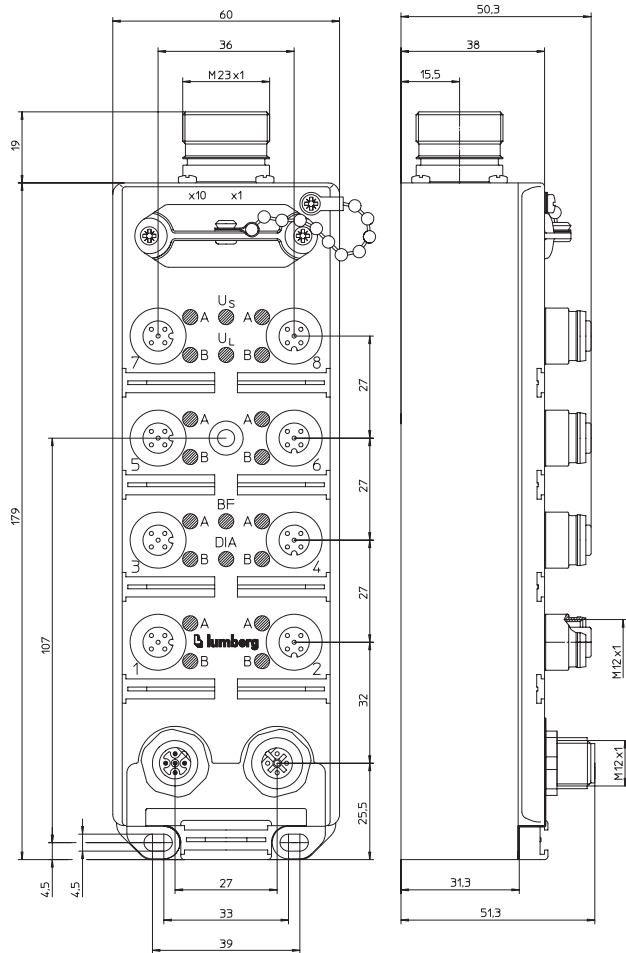 60
50,3
36
38
M23x1
15,5
19
x10 x1
US
A A
UL
7 B B 8
27
A A
5 B B 6
179
BF
27
A A
DIA
3 B B 4
27
A A
107
lumberg
1 B B 2
M12x1
32
M12x1
25,5
4,5
4,5
27
31,3
33
51,3
39